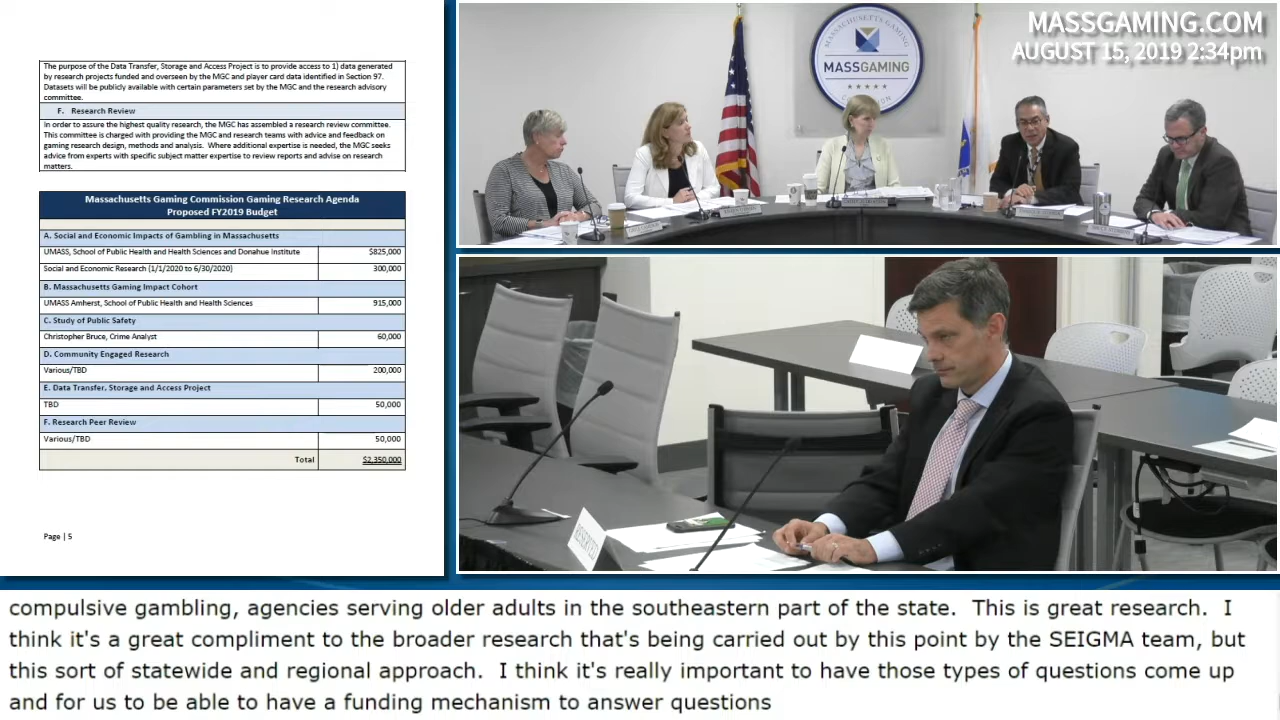 The purpose of the Data Transfer, Storage and Access Project is to provide access to 1) data generated
by research projects funded and overseen by the MGC and player card data identified in Section 97.
Datasets will be publicly available with certain parameters set by the MGC and the research advisory
committee.
F. Research Review
In order to assure the highest quality research, the MGC has assembled a research review committee.
This committee is charged with providing the MGC and research teams with advice and feedback on
gaming research design, methods and analysis. Where additional expertise is needed, the MGC seeks
advice from experts with specific subject matter expertise to review reports and advise on research
matters.
Massachusetts Gaming Commission Gaming Research Agenda
Proposed FY2019 Budget
A. Social and Economic Impacts of Gambling in Massachusetts
UMASS, School of Public Health and Health Sciences and Donahue Institute $825,000
Social and Economic Research (1/1/2020 to 6/30/2020) 300,000
B. Massachusetts Gaming Impact Cohort
UMASS Amherst, School of Public Health and Health Sciences 915,000
C. Study of Public Safety
Christopher Bruce, Crime Analyst 60,000
D. Community Engaged Research
Various/TBD 200,000
E. Data Transfer, Storage and Access Project
TBD 50,000
F. Research Peer Review
Various/TBD 50,000
Total $2,350,000
Page | 5
MASSGAMING.COM
AUGUST 15, 2019 2:34pm
MASSACHUSETTS GAMING
MASSGAMING
RESERVED
compulsive gambling, agencies serving older adults in the southeastern part of the state. This is great research. I
think it's a great compliment to the broader research that's being carried out by this point by the SEIGMA team, but
this sort of statewide and regional approach. I think it's really important to have those types of questions come up
and for us to be able to have a funding mechanism to answer questions